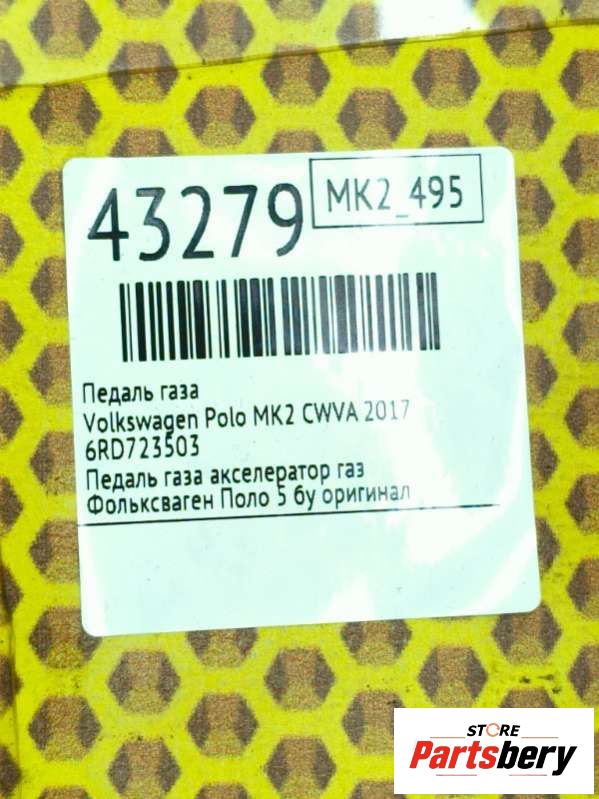 43279
MK2_495
Педаль газа
Volkswagen Polo MK2 CWVA 2017
6RD723503
Педаль газа акселератор газ
Фольксваген Поло 5 бу оригинал
STORE
Partsbery